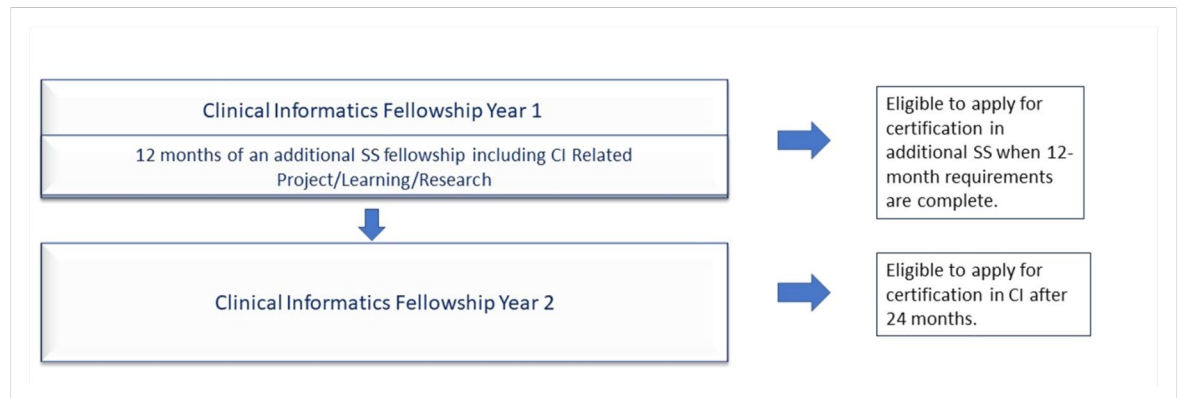 Clinical Informatics Fellowship Year 1
12 months of an additional SS fellowship including CI Related
Project/Learning/Research
Eligible to apply for
certification in
additional SS when 12-
month requirements
are complete.
Clinical Informatics Fellowship Year 2
Eligible to apply for
certification in CI after
24 months.